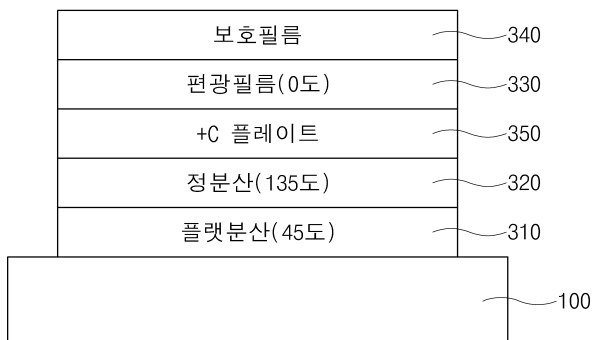 보호필름 340
편광필름(0도) 330
+C 플레이트 350
정분산(135도) 320
플랫분산(45도) 310
100